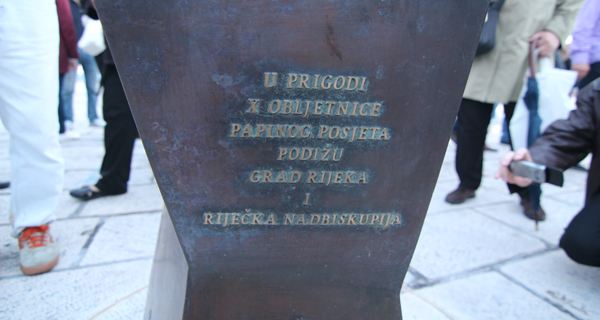 U PRIGODI
X OBLJETNICE
PAPINOG POSJETA
PODIŽU
GRAD RIJEKA
I
RIJEČKA NADBISKUPIJA